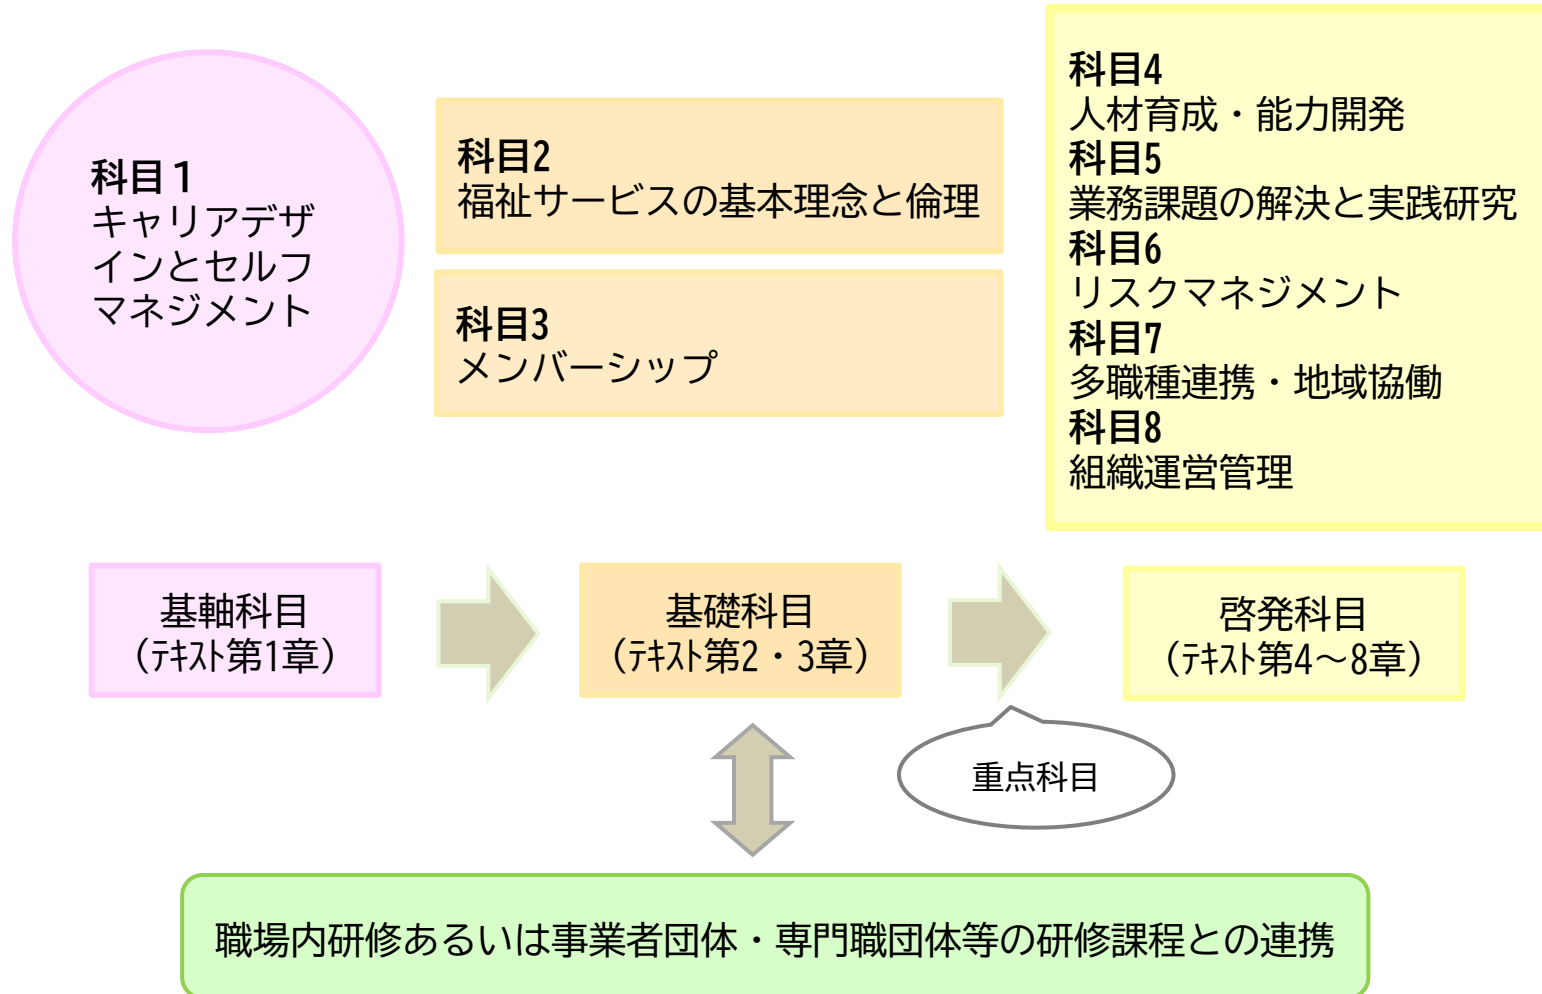 科目１
キャリアデザ
インとセルフ
マネジメント
科目2
福祉サービスの基本理念と倫理
科目3
メンバーシップ
科目4
人材育成・能力開発
科目5
業務課題の解決と実践研究
科目6
リスクマネジメント
科目7
多職種連携・地域協働
科目8
組織運営管理
基軸科目
（ﾃｷｽﾄ第1章）
基礎科目
（ﾃｷｽﾄ第2・3章）
啓発科目
（ﾃｷｽﾄ第4～8章）
重点科目
職場内研修あるいは事業者団体・専門職団体等の研修課程との連携